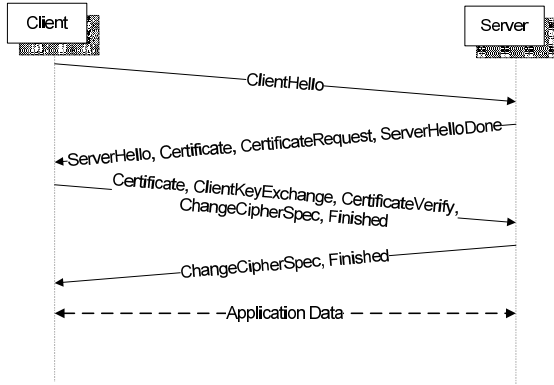 Client
Server
ClientHello
ServerHello, Certificate, CertificateRequest, ServerHelloDone
Certificate, ClientKeyExchange, CertificateVerify,
ChangeCipherSpec, Finished
ChangeCipherSpec, Finished
Application Data